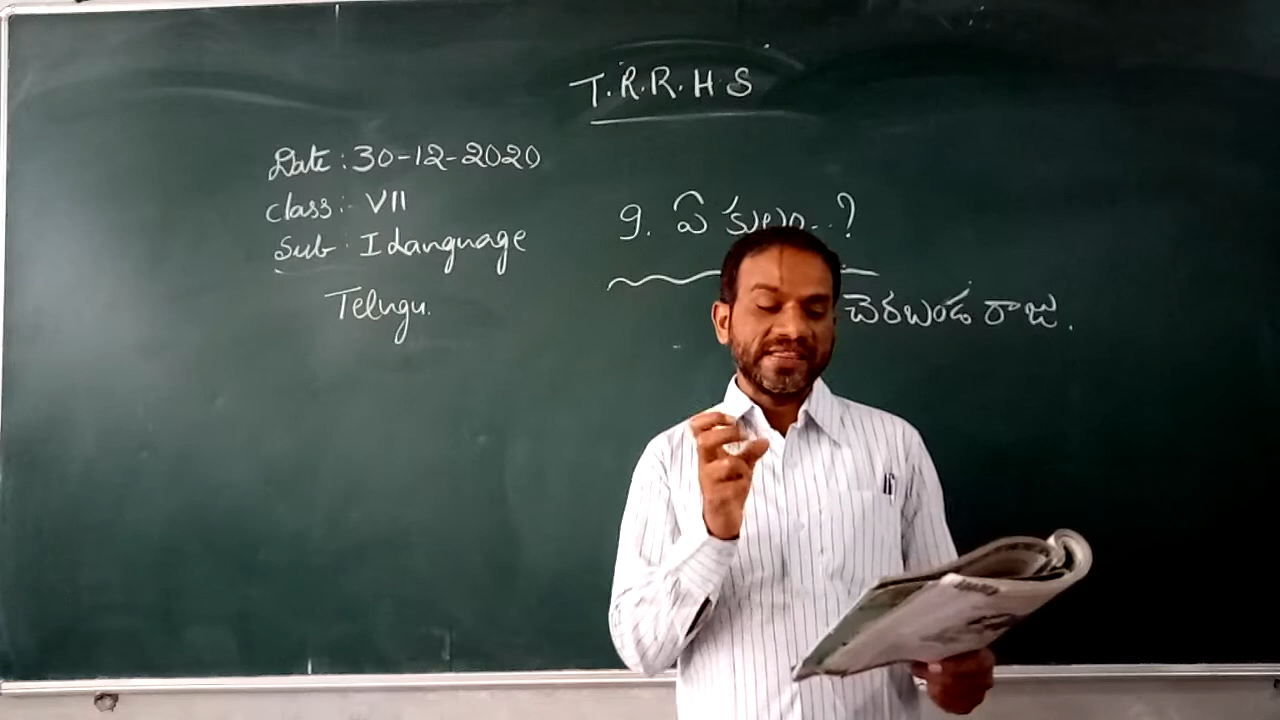 T.R.R.H.S
Date : 30-12-2020
Class :- VII
Sub : I Language
Telugu.
9. ఏ కులం..?
చెరబండ రాజు.